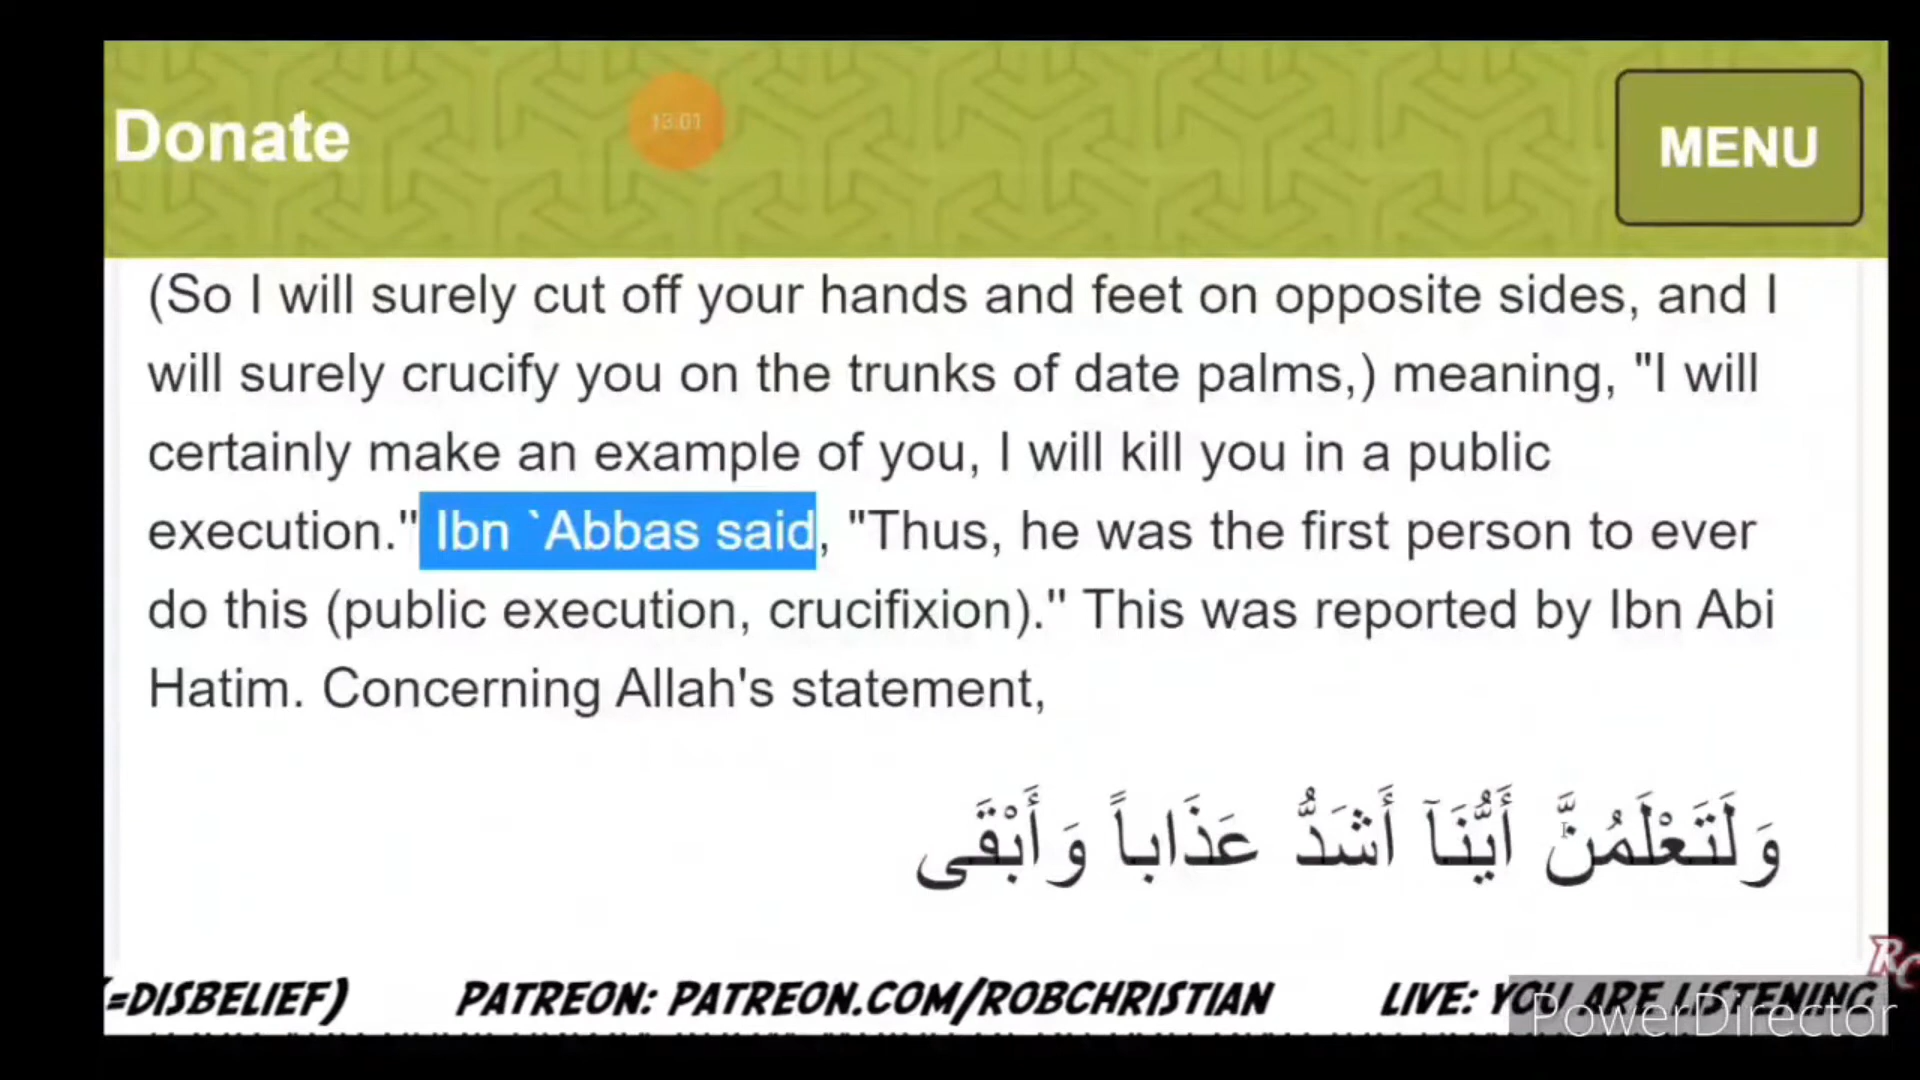 Donate
13.01
MENU
(So I will surely cut off your hands and feet on opposite sides, and I
will surely crucify you on the trunks of date palms,) meaning, "I will
certainly make an example of you, I will kill you in a public
execution." Ibn `Abbas said, "Thus, he was the first person to ever
do this (public execution, crucifixion)." This was reported by Ibn Abi
Hatim. Concerning Allah's statement,
وَلَتَعْلَمُنَّ أَيُّنَآ أَشَدُّ عَذَاباً وَأَبْقَى
RC
(=DISBELIEF) PATREON: PATREON.COM/ROBCHRISTIAN LIVE: YOU ARE LISTENING
PowerDirector